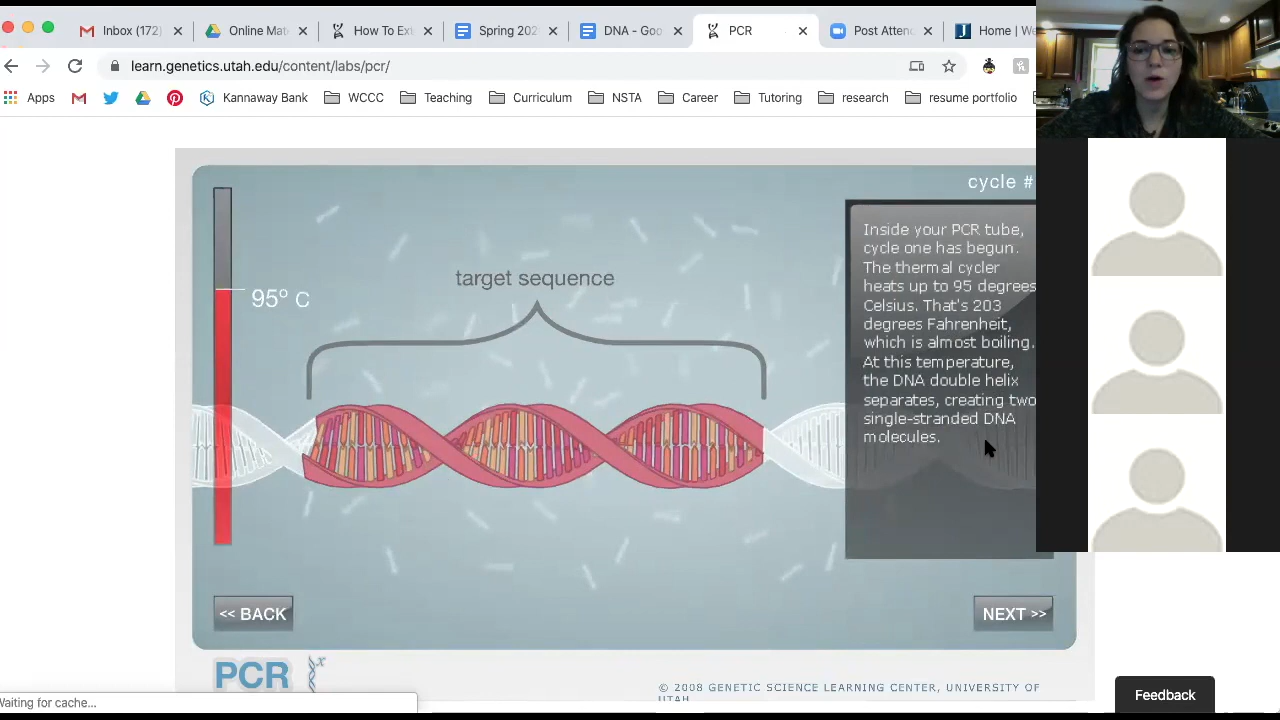 Inbox (172)
Online Mat
How To Ex
Spring 202
DNA - Goo
PCR
Post Atten
Home | We
learn.genetics.utah.edu/content/labs/pcr/
Apps
Kannaway Bank
WCCC
Teaching
Curriculum
NSTA
Career
Tutoring
research
resume portfolio
cycle #
Inside your PCR tube,
cycle one has begun.
The thermal cycler
heats up to 95 degrees
Celsius. That's 203
degrees Fahrenheit,
which is almost boiling.
At this temperature,
the DNA double helix
separates, creating two
single-stranded DNA
molecules.
target sequence
95º C
<< BACK
NEXT >>
PCR
x
© 2008 GENETIC SCIENCE LEARNING CENTER, UNIVERSITY OF
UTAH
Waiting for cache...
Feedback